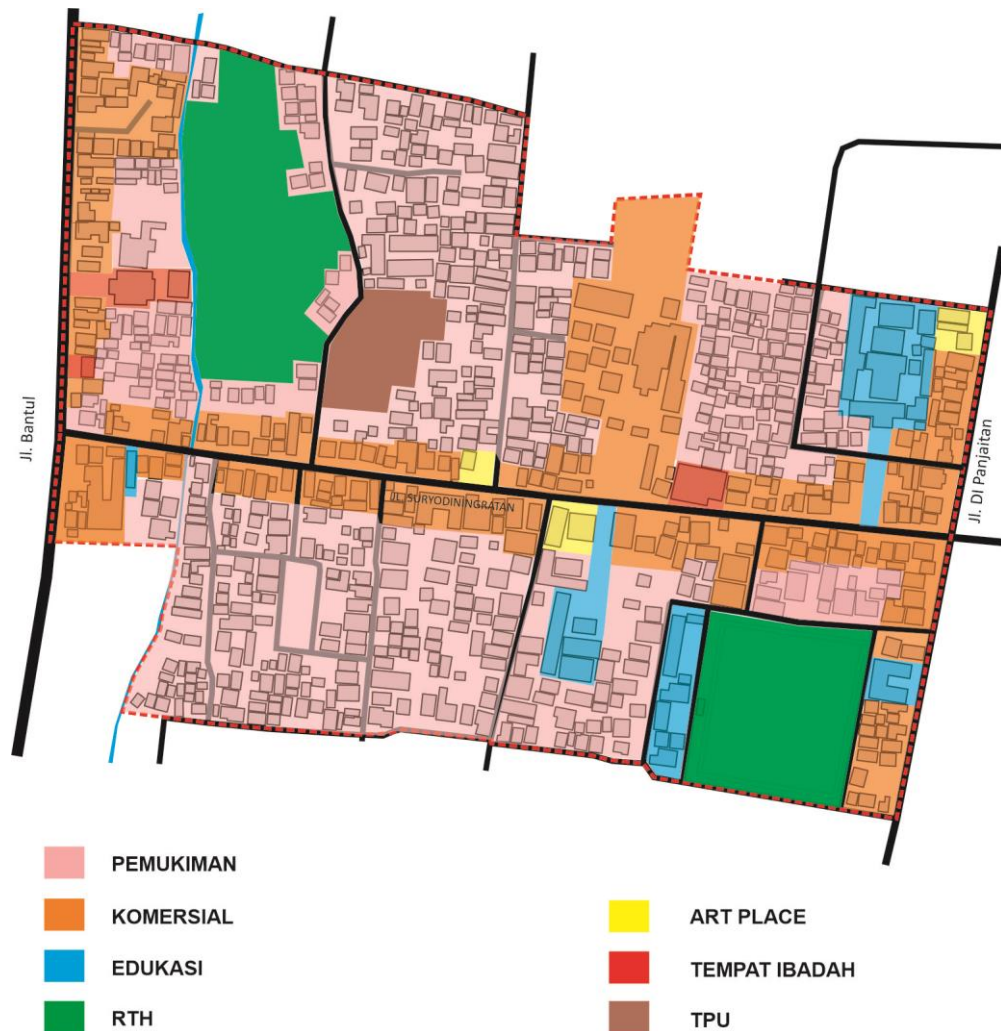 Jl. Bantul
JL. SURYODININGRATAN
Jl. DI Panjaitan
PEMUKIMAN
KOMERSIAL
EDUKASI
RTH
ART PLACE
TEMPAT IBADAH
TPU